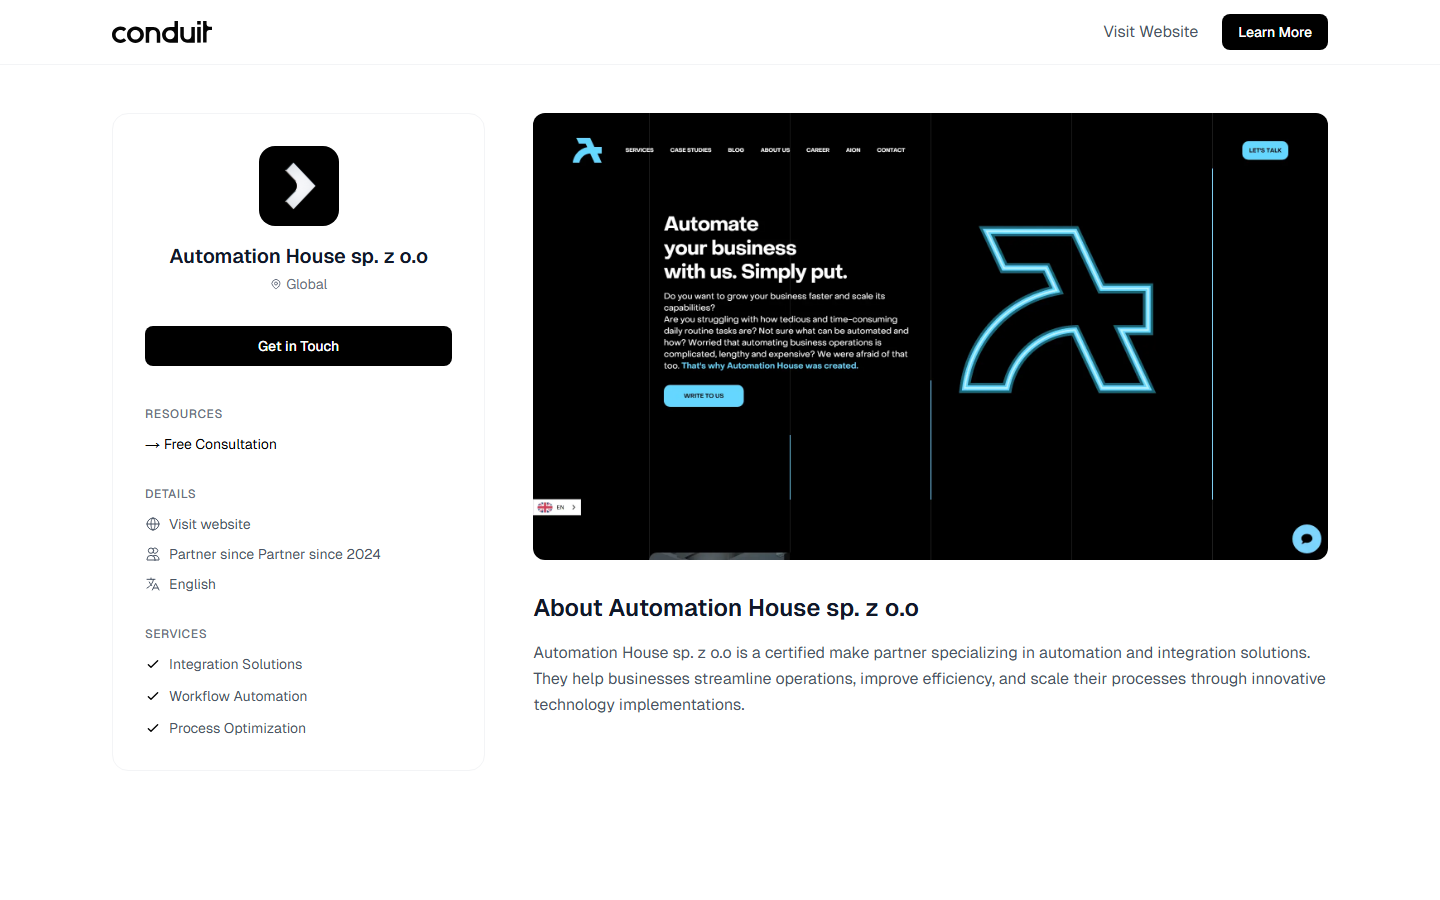 conduit
Visit Website
Learn More
Automation House sp. z o.o
Global
Get in Touch
RESOURCES
→ Free Consultation
DETAILS
Visit website
Partner since Partner since 2024
English
SERVICES
Integration Solutions
Workflow Automation
Process Optimization
SERVICES CASE STUDIES BLOG ABOUT US CAREER AION CONTACT
LET'S TALK
Automate
your business
with us. Simply put.
Do you want to grow your business faster and scale its
capabilities?
Are you struggling with how tedious and time-consuming
daily routine tasks are? Not sure what can be automated and
how? Worried that automating business operations is
complicated, lengthy and expensive? We were afraid of that
too. That's why Automation House was created.
WRITE TO US
EN
About Automation House sp. z o.o
Automation House sp. z o.o is a certified make partner specializing in automation and integration solutions.
They help businesses streamline operations, improve efficiency, and scale their processes through innovative
technology implementations.